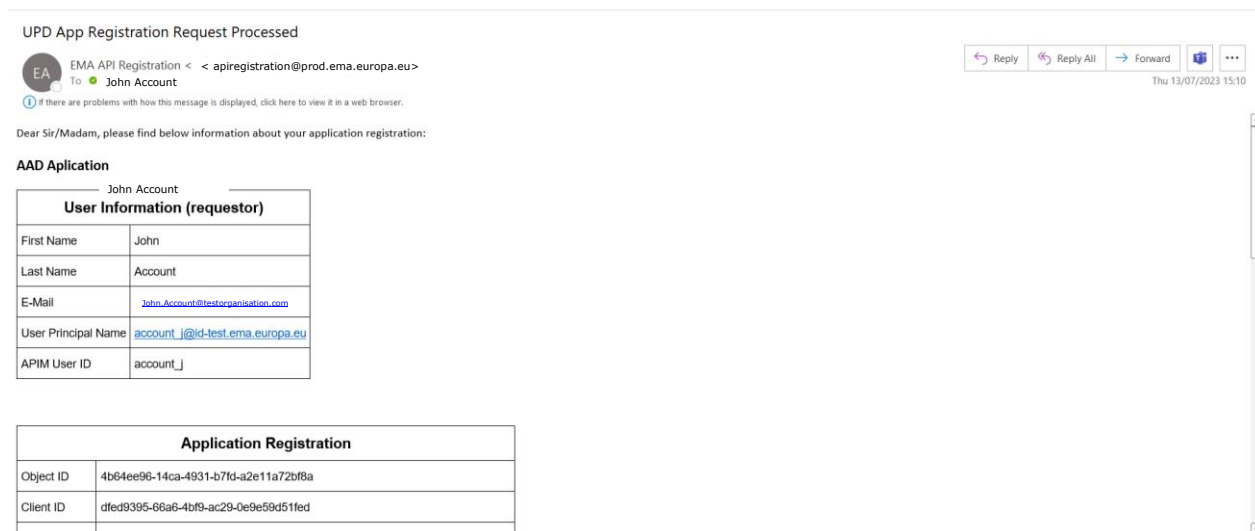 UPD App Registration Request Processed
EA
EMA API Registration < < apiregistration@prod.ema.europa.eu>
To John Account
Reply Reply All Forward
Thu 13/07/2023 15:10
If there are problems with how this message is displayed, click here to view it in a web browser.
Dear Sir/Madam, please find below information about your application registration:
AAD Aplication
John Account
User Information (requestor)
First Name John
Last Name Account
E-Mail John.Account@testorganisation.com
User Principal Name account_j@id-test.ema.europa.eu
APIM User ID account_j
Application Registration
Object ID 4b64ee96-14ca-4931-b7fd-a2e11a72bf8a
Client ID dfed9395-66a6-4bf9-ac29-0e9e59d51fed